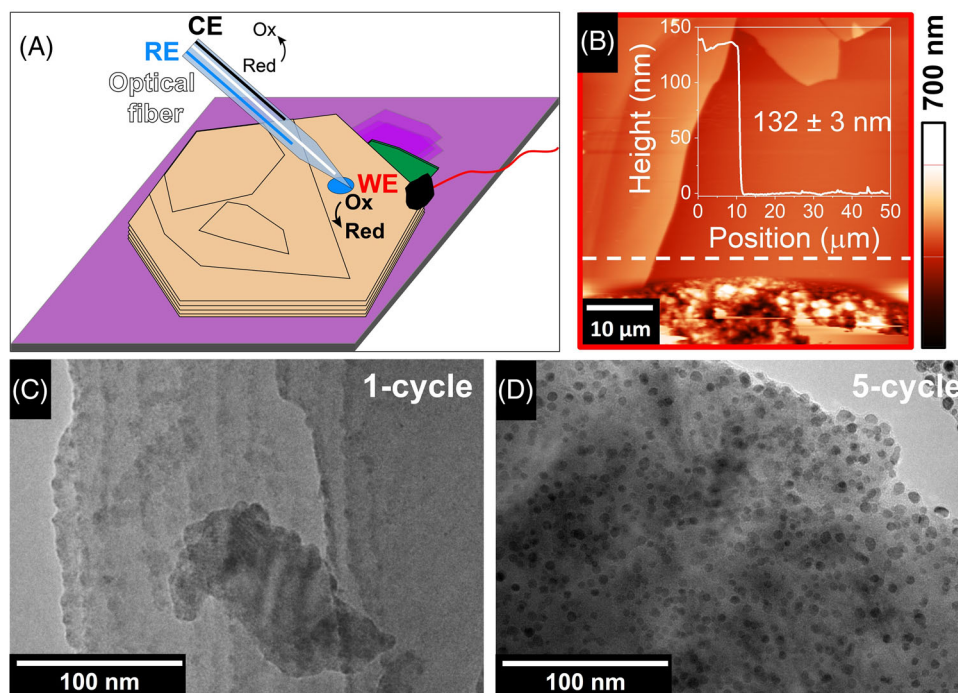 (A)
CE
Ox
RE
Red
Optical
fiber
WE
Ox
Red
(B)
Height (nm)
150
100
50
0
132 ± 3 nm
0 10 20 30 40 50
Position (μm)
10 μm
700 nm
(C)
1-cycle
100 nm
(D)
5-cycle
100 nm